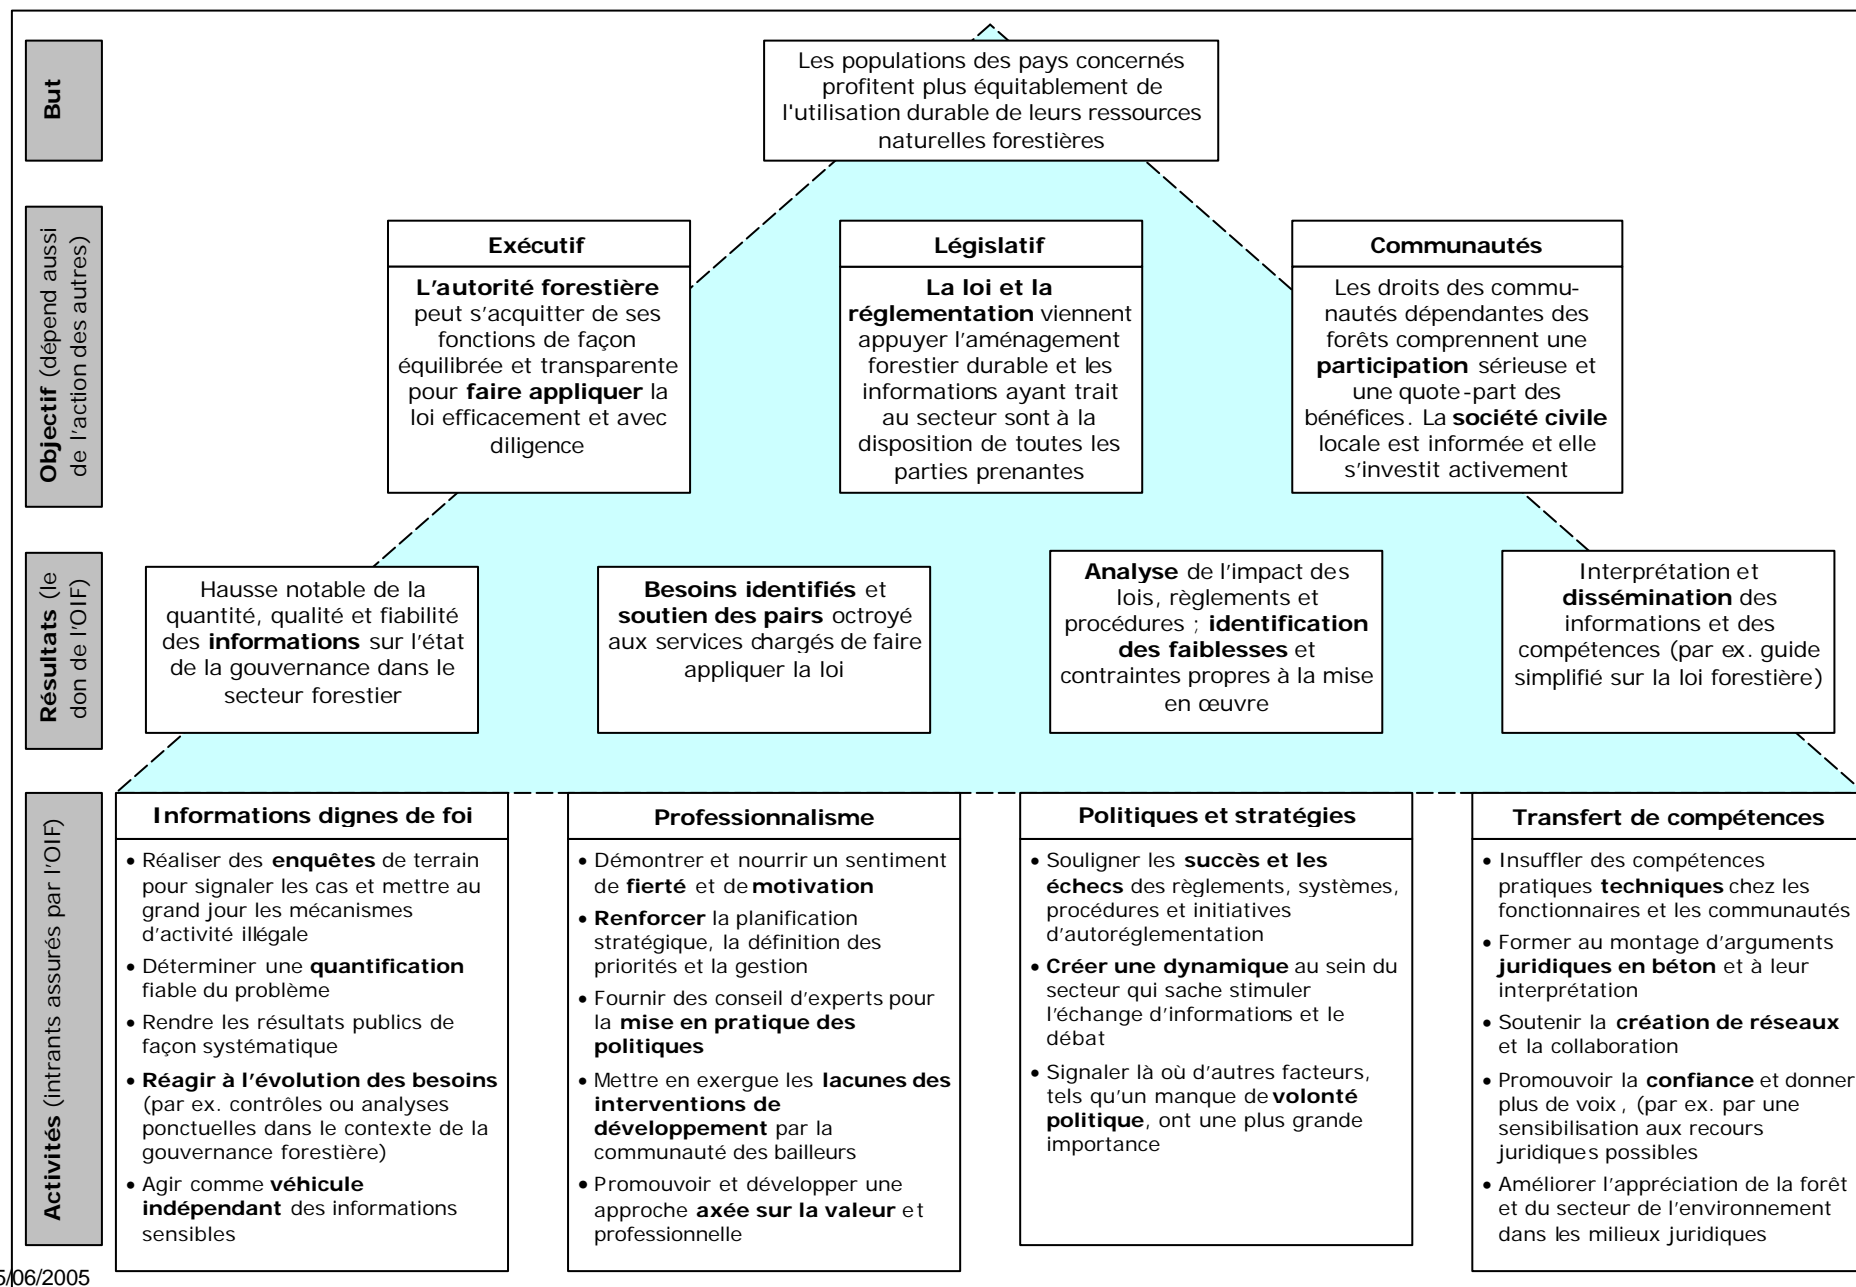 But
Les populations des pays concernés
profitent plus équitablement de
l'utilisation durable de leurs ressources
naturelles forestières
Objectif (dépend aussi
de l'action des autres)
Exécutif
L'autorité forestière
peut s'acquitter de ses
fonctions de façon
équilibrée et transparente
pour faire appliquer la
loi efficacement et avec
diligence
Législatif
La loi et la
réglementation viennent
appuyer l'aménagement
forestier durable et les
informations ayant trait
au secteur sont à la
disposition de toutes les
parties prenantes
Communautés
Les droits des commu-
nautés dépendantes des
forêts comprennent une
participation sérieuse et
une quote-part des
bénéfices. La société civile
locale est informée et elle
s'investit activement
Résultats (le
don de l'OIF)
Hausse notable de la
quantité, qualité et fiabilité
des informations sur l'état
de la gouvernance dans le
secteur forestier
Besoins identifiés et
soutien des pairs octroyé
aux services chargés de faire
appliquer la loi
Analyse de l'impact des
lois, règlements et
procédures ; identification
des faiblesses et
contraintes propres à la mise
en œuvre
Interprétation et
dissémination des
informations et des
compétences (par ex. guide
simplifié sur la loi forestière)
Activités (intrants assurés par l'OIF)
Informations dignes de foi
• Réaliser des enquêtes de terrain
pour signaler les cas et mettre au
grand jour les mécanismes
d'activité illégale
• Déterminer une quantification
fiable du problème
• Rendre les résultats publics de
façon systématique
• Réagir à l'évolution des besoins
(par ex. contrôles ou analyses
ponctuelles dans le contexte de la
gouvernance forestière)
• Agir comme véhicule
indépendant des informations
sensibles
Professionnalisme
• Démontrer et nourrir un sentiment
de fierté et de motivation
• Renforcer la planification
stratégique, la définition des
priorités et la gestion
• Fournir des conseil d'experts pour
la mise en pratique des
politiques
• Mettre en exergue les lacunes des
interventions de
développement par la
communauté des bailleurs
• Promouvoir et développer une
approche axée sur la valeur et
professionnelle
Politiques et stratégies
• Souligner les succès et les
échecs des règlements, systèmes,
procédures et initiatives
d'autoréglementation
• Créer une dynamique au sein du
secteur qui sache stimuler
l'échange d'informations et le
débat
• Signaler là où d'autres facteurs,
tels qu'un manque de volonté
politique, ont une plus grande
importance
Transfert de compétences
• Insuffler des compétences
pratiques techniques chez les
fonctionnaires et les communautés
• Former au montage d'arguments
juridiques en béton et à leur
interprétation
• Soutenir la création de réseaux
et la collaboration
• Promouvoir la confiance et donner
plus de voix, (par ex. par une
sensibilisation aux recours
juridiques possibles
• Améliorer l'appréciation de la forêt
et du secteur de l'environnement
dans les milieux juridiques
5/06/2005